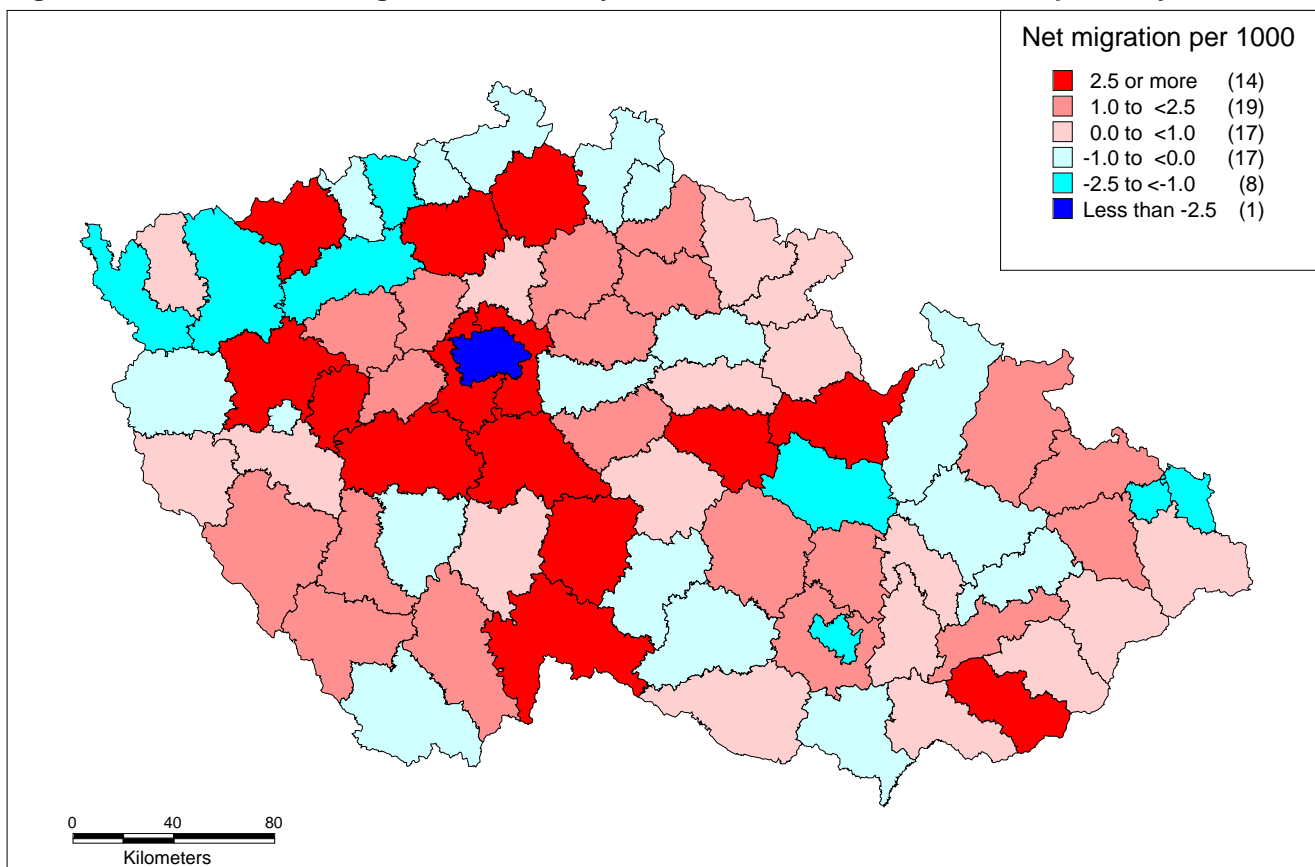 Net migration per 1000
2.5 or more (14)
1.0 to <2.5 (19)
0.0 to <1.0 (17)
-1.0 to <0.0 (17)
-2.5 to <-1.0 (8)
Less than -2.5 (1)
0 40 80
Kilometers